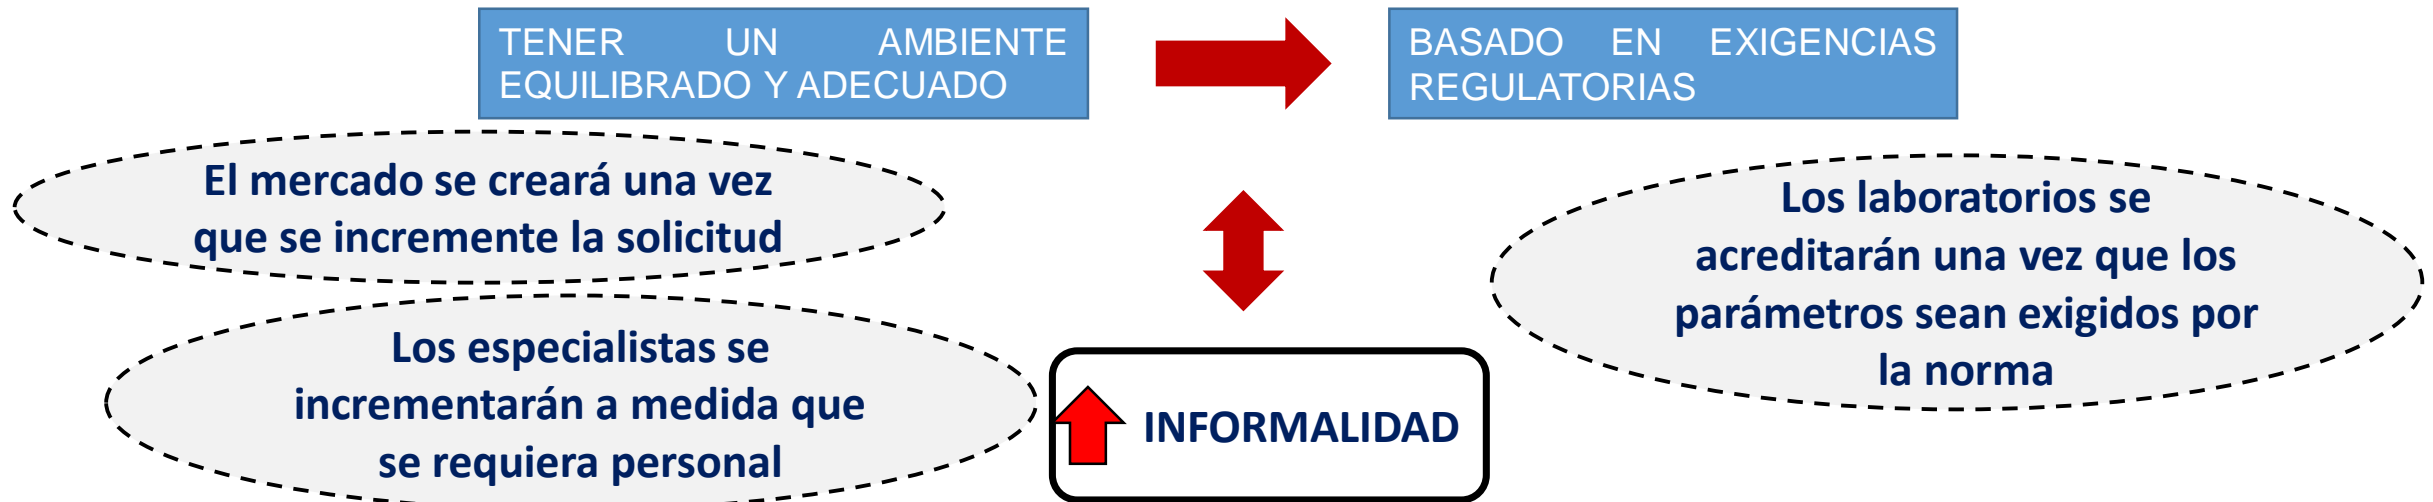 TENER UN AMBIENTE
EQUILIBRADO Y ADECUADO
BASADO EN EXIGENCIAS
REGULATORIAS
El mercado se creará una vez
que se incremente la solicitud
Los laboratorios se
acreditarán una vez que los
parámetros sean exigidos por
la norma
Los especialistas se
incrementarán a medida que
se requiera personal
INFORMALIDAD